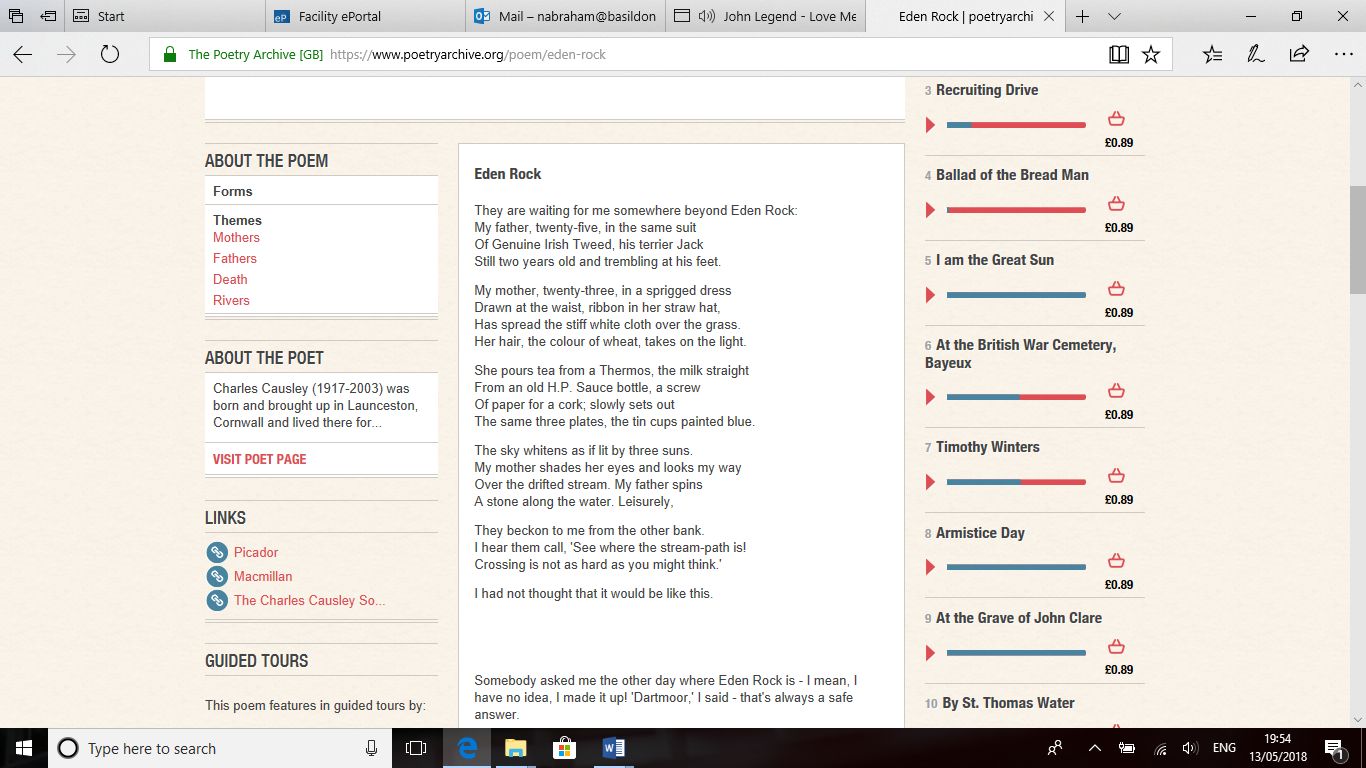 Start
eP Facility ePortal
Mail – nabraham@basildon
John Legend - Love Me
Eden Rock | poetryarchi
The Poetry Archive [GB] https://www.poetryarchive.org/poem/eden-rock
ABOUT THE POEM
Forms
Themes
Mothers
Fathers
Death
Rivers
ABOUT THE POET
Charles Causley (1917-2003) was
born and brought up in Launceston,
Cornwall and lived there for...
VISIT POET PAGE
LINKS
Picador
Macmillan
The Charles Causley So...
GUIDED TOURS
This poem features in guided tours by:
Eden Rock
They are waiting for me somewhere beyond Eden Rock:
My father, twenty-five, in the same suit
Of Genuine Irish Tweed, his terrier Jack
Still two years old and trembling at his feet.
My mother, twenty-three, in a sprigged dress
Drawn at the waist, ribbon in her straw hat,
Has spread the stiff white cloth over the grass.
Her hair, the colour of wheat, takes on the light.
She pours tea from a Thermos, the milk straight
From an old H.P. Sauce bottle, a screw
Of paper for a cork; slowly sets out
The same three plates, the tin cups painted blue.
The sky whitens as if lit by three suns.
My mother shades her eyes and looks my way
Over the drifted stream. My father spins
A stone along the water. Leisurely,
They beckon to me from the other bank.
I hear them call, 'See where the stream-path is!
Crossing is not as hard as you might think.'
I had not thought that it would be like this.
Somebody asked me the other day where Eden Rock is - I mean, I
have no idea, I made it up! 'Dartmoor,' I said - that's always a safe
answer.
3 Recruiting Drive
£0.89
4 Ballad of the Bread Man
£0.89
5 I am the Great Sun
£0.89
6 At the British War Cemetery,
Bayeux
£0.89
7 Timothy Winters
£0.89
8 Armistice Day
£0.89
9 At the Grave of John Clare
£0.89
10 By St. Thomas Water
Type here to search
ENG
19:54
13/05/2018
1